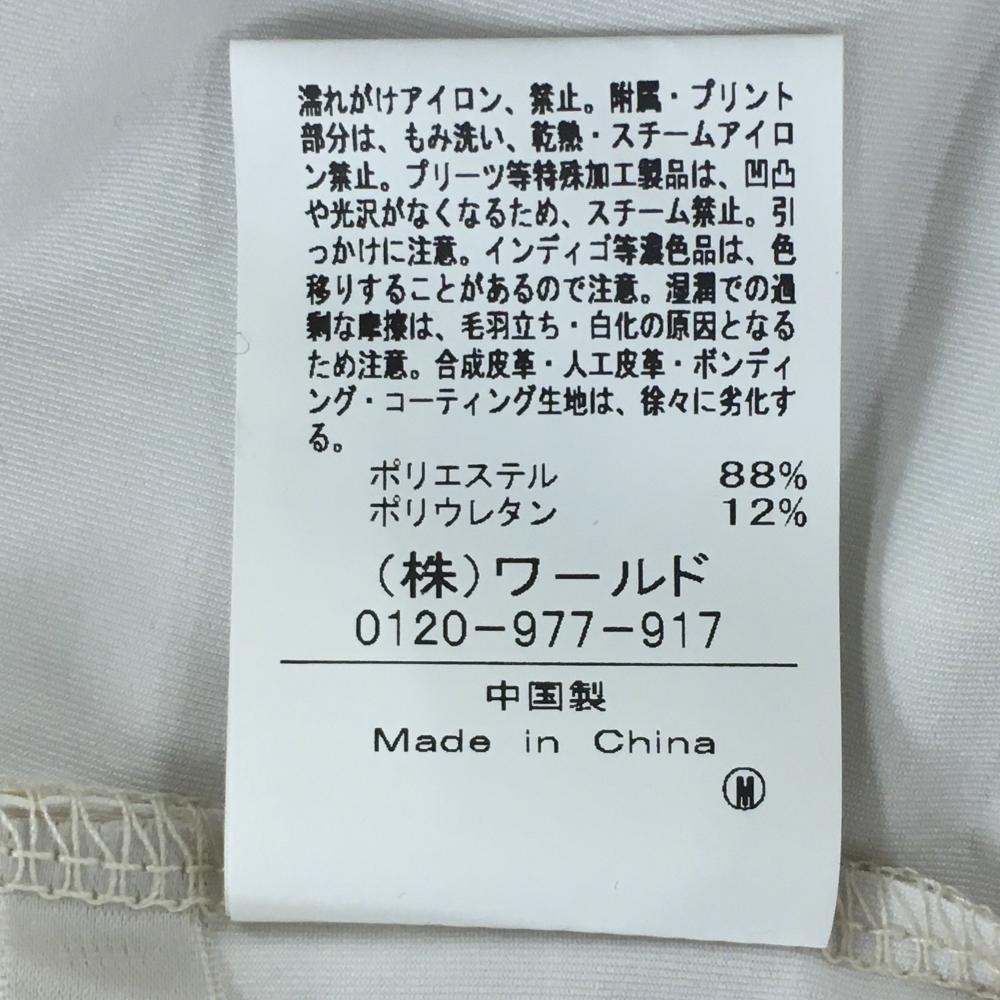 濡れがけアイロン、禁止。附属・プリント
部分は、もみ洗い、乾熱・スチームアイロ
ン禁止。プリーツ等特殊加工製品は、凹凸
や光沢がなくなるため、スチーム禁止。引
っかけに注意。インディゴ等濃色品は、色
移りすることがあるので注意。湿潤での過
剰な摩擦は、毛羽立ち・白化の原因となる
ため注意。合成皮革・人工皮革・ボンディ
ング・コーティング生地は、徐々に劣化す
る。
ポリエステル 88%
ポリウレタン 12%
(株)ワールド
0120-977-917
中国製
Made in China
M